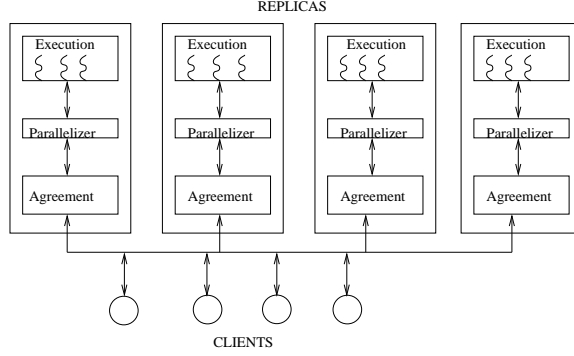 REPLICAS
Execution Execution Execution Execution
Parallelizer Parallelizer Parallelizer Parallelizer
Agreement Agreement Agreement Agreement
CLIENTS